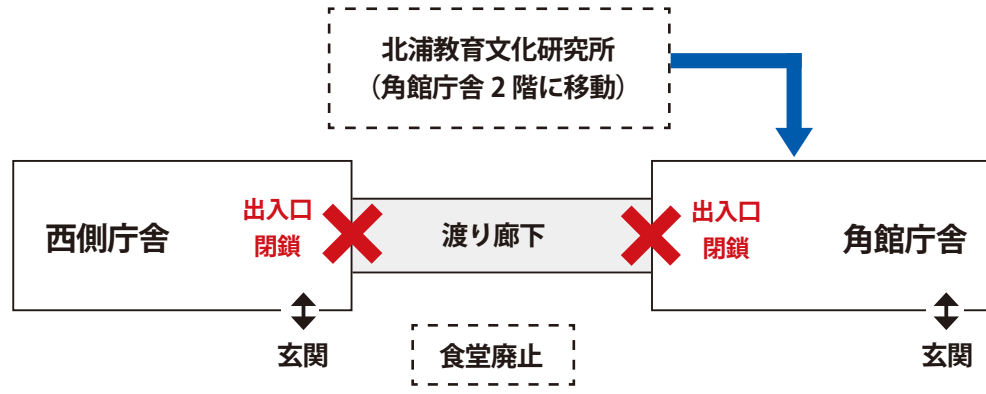 北浦教育文化研究所
（角館庁舎 2 階に移動）
西側庁舎
出入口
閉鎖
渡り廊下
出入口
閉鎖
角館庁舎
玄関
食堂廃止
玄関